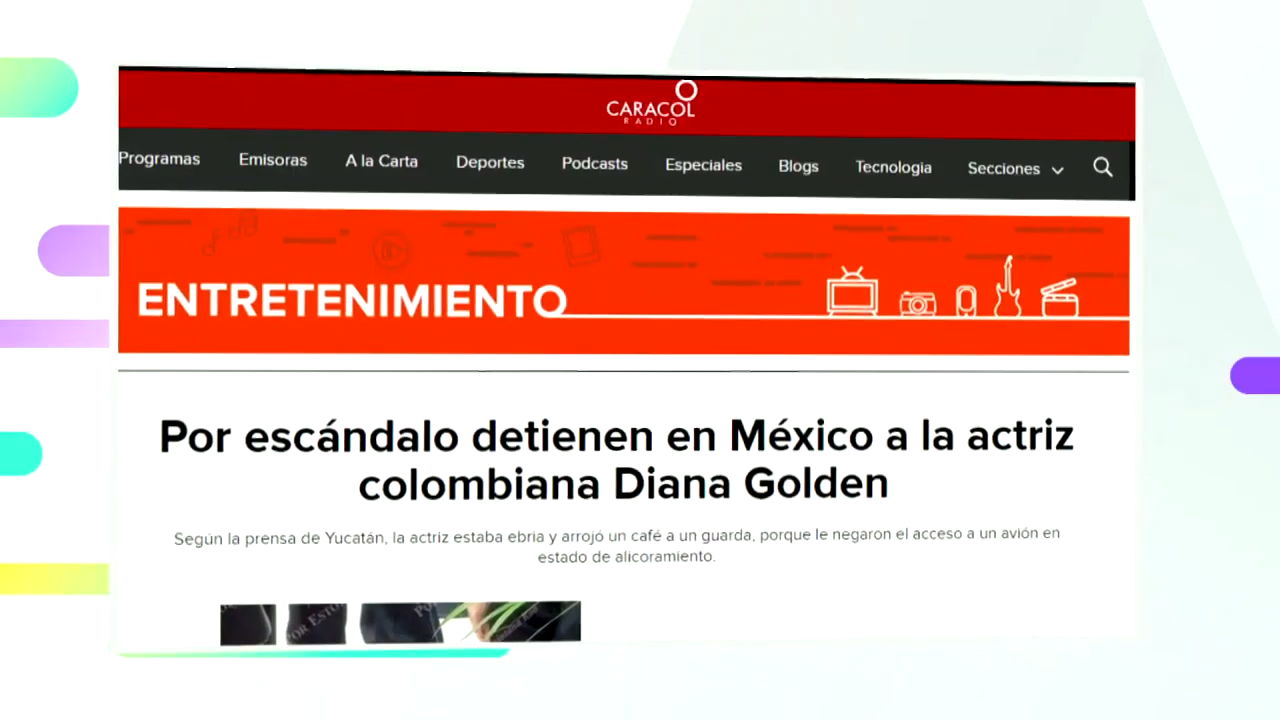 CARACOL
RADIO
Programas Emisoras A la Carta Deportes Podcasts Especiales Blogs Tecnologia Secciones
ENTRETENIMIENTO
Por escándalo detienen en México a la actriz
colombiana Diana Golden
Según la prensa de Yucatán, la actriz estaba ebria y arrojó un café a un guarda, porque le negaron el acceso a un avión en
estado de alicoramiento.